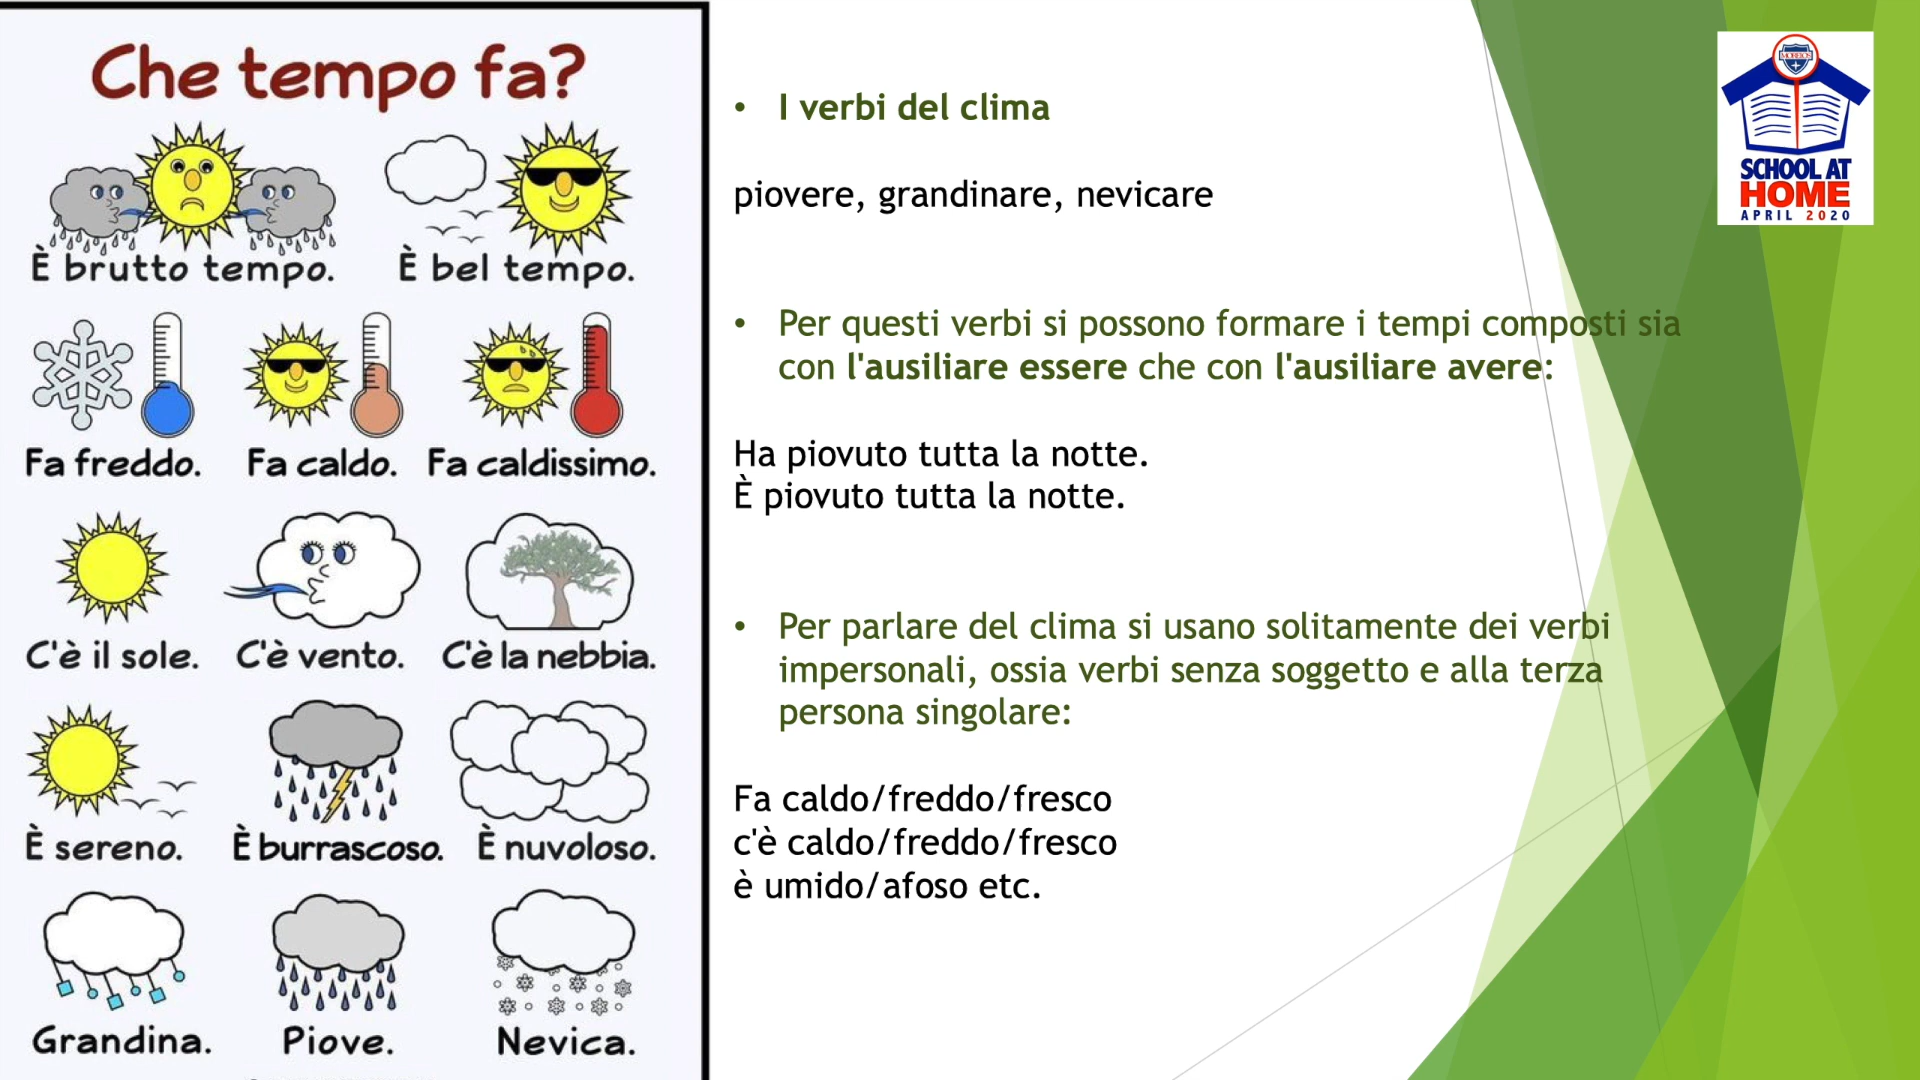 Che tempo fa?
È brutto tempo. È bel tempo.
Fa freddo. Fa caldo. Fa caldissimo.
C'è il sole. C'è vento. C'è la nebbia.
È sereno. È burrascoso. È nuvoloso.
Grandina. Piove. Nevica.
• I verbi del clima
piovere, grandinare, nevicare
• Per questi verbi si possono formare i tempi composti sia
con l'ausiliare essere che con l'ausiliare avere:
Ha piovuto tutta la notte.
È piovuto tutta la notte.
• Per parlare del clima si usano solitamente dei verbi
impersonali, ossia verbi senza soggetto e alla terza
persona singolare:
Fa caldo/freddo/fresco
c'è caldo/freddo/fresco
è umido/afoso etc.
SCHOOL AT
HOME
APRIL 2020